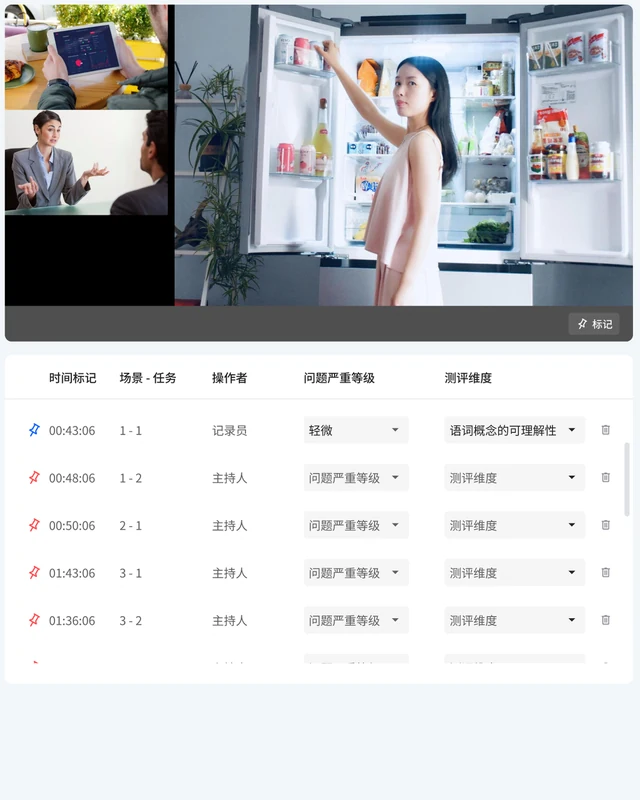 标记
时间标记 场景 - 任务 操作者 问题严重等级 测评维度
00:43:06 1 - 1 记录员 轻微 语词概念的可理解性
00:48:06 1 - 2 主持人 问题严重等级 测评维度
00:50:06 2 - 1 主持人 问题严重等级 测评维度
01:43:06 3 - 1 主持人 问题严重等级 测评维度
01:36:06 3 - 2 主持人 问题严重等级 测评维度